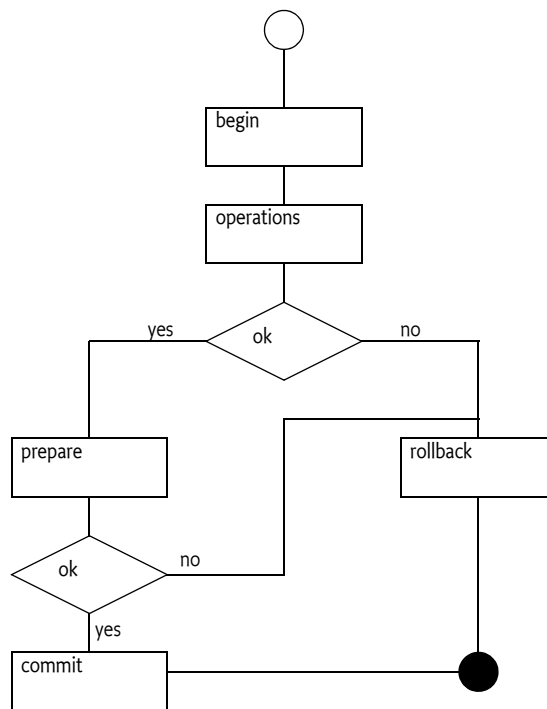 begin
operations
yes
ok
no
prepare
rollback
ok
no
yes
commit